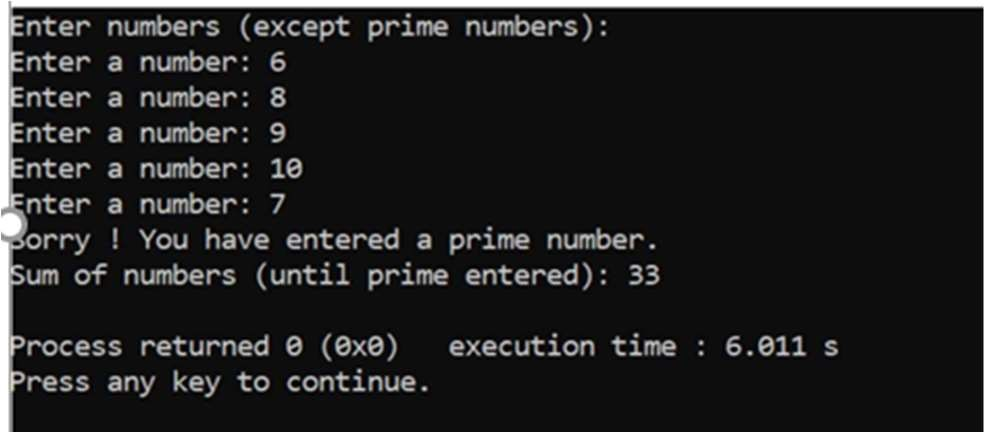 Enter numbers (except prime numbers):
Enter a number: 6
Enter a number: 8
Enter a number: 9
Enter a number: 10
Enter a number: 7
Sorry ! You have entered a prime number.
Sum of numbers (until prime entered): 33
Process returned 0 (0x0)   execution time : 6.011 s
Press any key to continue.